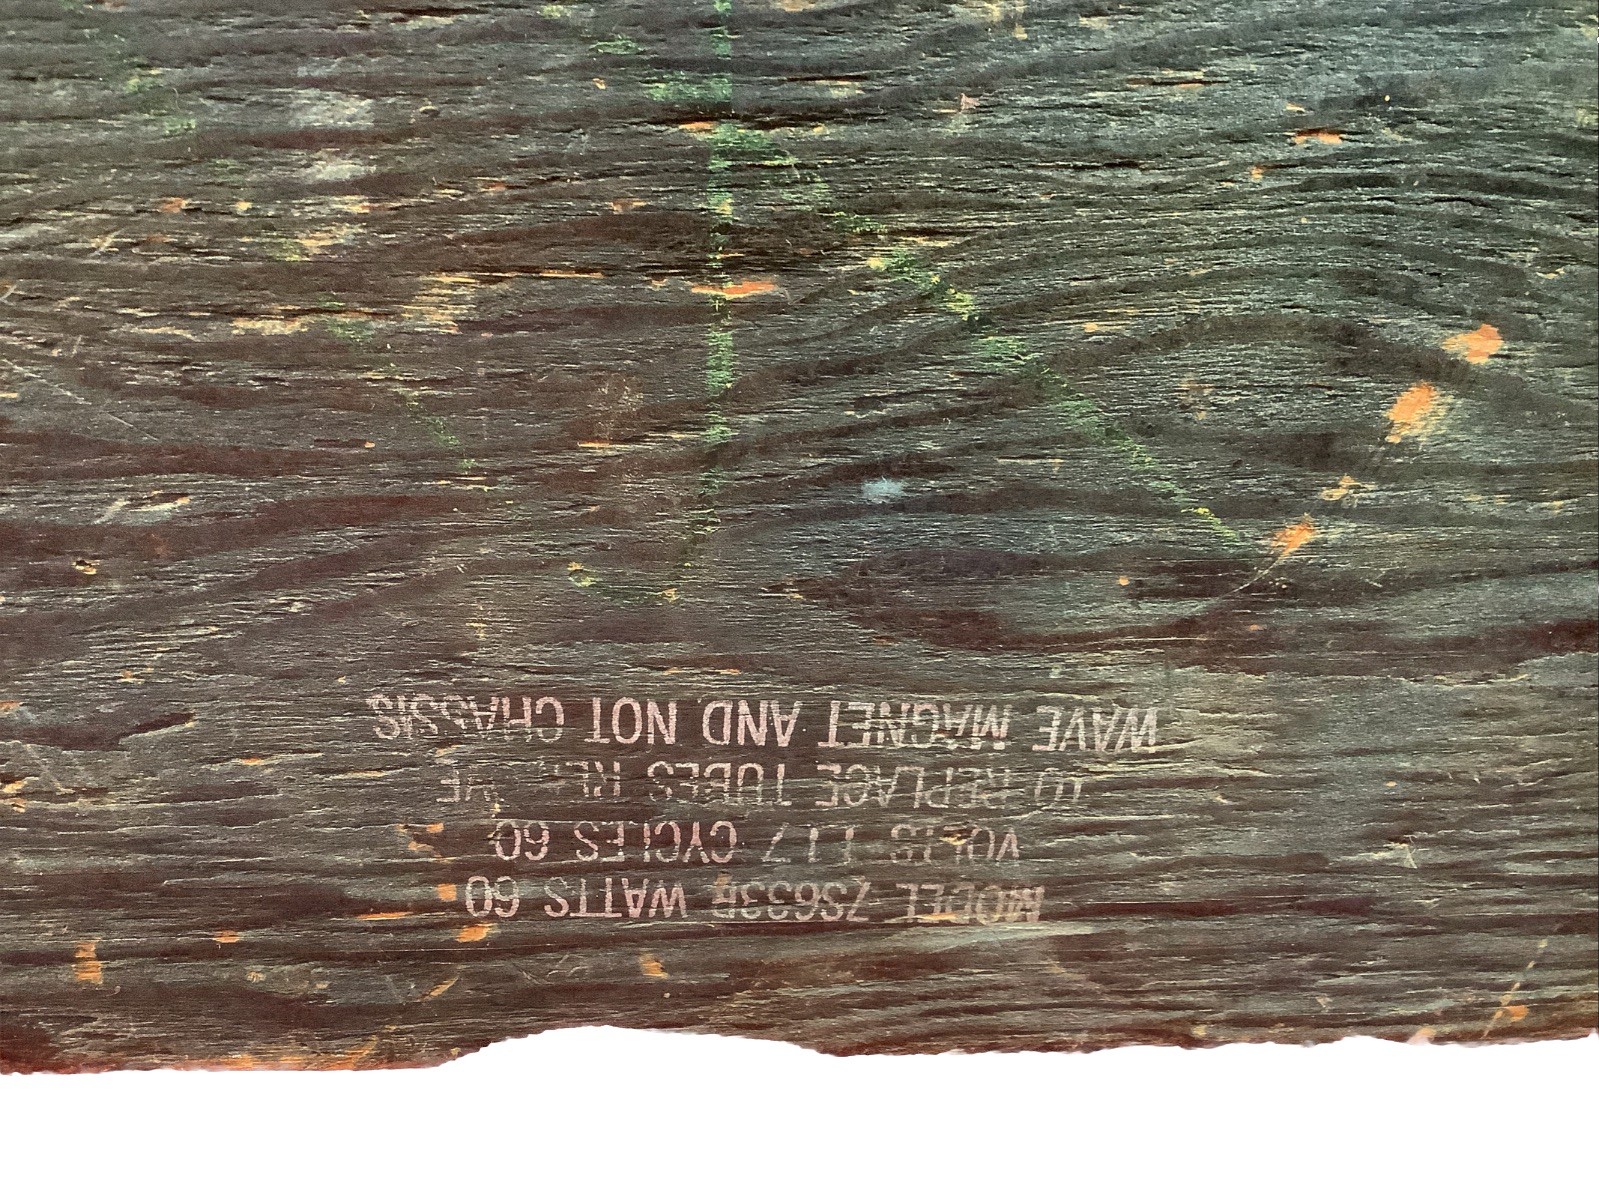 MODEL 7S633R WATTS 60
VOLTS 117 CYCLES 60
TO REPLACE TUBES REMOVE
WAVE MAGNET AND NOT CHASSIS